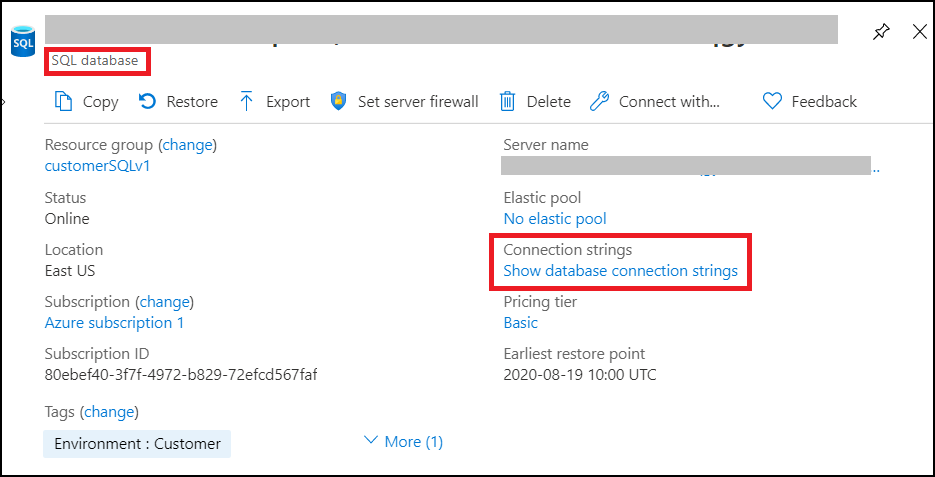 SQL
SQL database
Copy
Restore
Export
Set server firewall
Delete
Connect with...
Feedback
Resource group (change)
customerSQLv1
Server name
..
Status
Online
Elastic pool
No elastic pool
Location
East US
Connection strings
Show database connection strings
Subscription (change)
Azure subscription 1
Pricing tier
Basic
Subscription ID
80ebef40-3f7f-4972-b829-72efcd567faf
Earliest restore point
2020-08-19 10:00 UTC
Tags (change)
Environment : Customer
More (1)